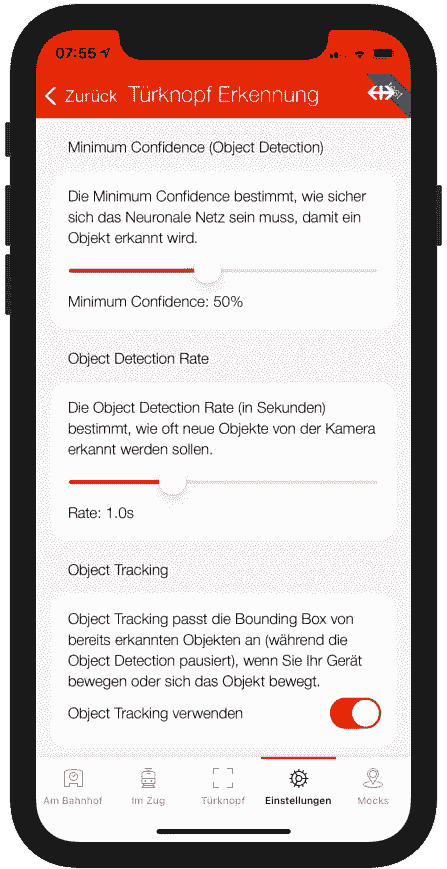 07:55
Zurück Türknopf Erkennung
Minimum Confidence (Object Detection)
Die Minimum Confidence bestimmt, wie sicher
sich das Neuronale Netz sein muss, damit ein
Objekt erkannt wird.
Minimum Confidence: 50%
Object Detection Rate
Die Object Detection Rate (in Sekunden)
bestimmt, wie oft neue Objekte von der Kamera
erkannt werden sollen.
Rate: 1.0s
Object Tracking
Object Tracking passt die Bounding Box von
bereits erkannten Objekten an (während die
Object Detection pausiert), wenn Sie Ihr Gerät
bewegen oder sich das Objekt bewegt.
Object Tracking verwenden
Am Bahnhof Im Zug Türknopf Einstellungen Mocks